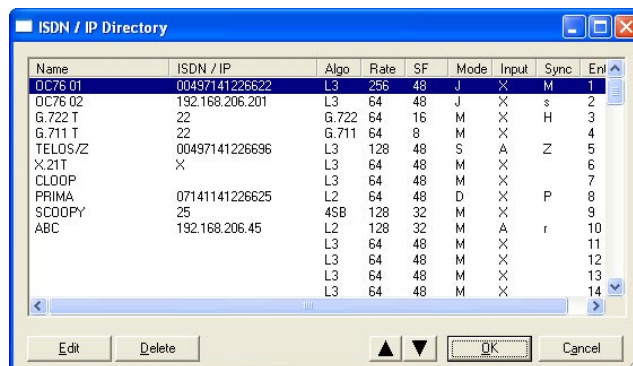 ISDN / IP Directory
Name ISDN / IP Algo Rate SF Mode Input Sync Ent
OC76 01 00497141226622 L3 256 48 J X M 1
OC76 02 192.168.206.201 L3 64 48 J X s 2
G.722 T 22 G.722 64 16 M X H 3
G.711 T 22 G.711 64 8 M X 4
TELOS/Z 00497141226696 L3 128 48 S A Z 5
X.21T X L3 64 48 M X 6
CLOOP L3 64 48 M X 7
PRIMA 07141141226625 L2 64 48 D X P 8
SCOOPY 25 4SB 128 32 M X 9
ABC 192.168.206.45 L2 128 32 M A r 10
L3 64 48 M X 11
L3 64 48 M X 12
L3 64 48 M X 13
L3 64 48 M X 14
Edit Delete OK Cancel